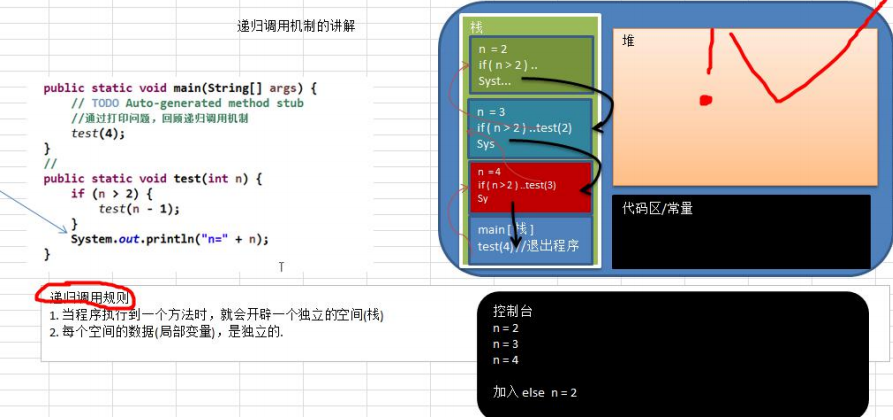 递归调用机制的讲解
public static void main(String[] args) {
// TODO Auto-generated method stub
//通过打印问题，回顾递归调用机制
test(4);
}
//
public static void test(int n) {
if (n > 2) {
test(n - 1);
}
System.out.println("n=" + n);
}
递归调用规则
1. 当程序执行到一个方法时，就会开辟一个独立的空间(栈)
2. 每个空间的数据(局部变量)，是独立的.
栈
n = 2
if( n > 2 ) ..
Syst...
n = 3
if( n > 2 ) ..test(2)
Sys
n =4
if( n > 2 ) ..test(3)
Sy
main [ 栈 ]
test(4)//退出程序
堆
代码区/常量
控制台
n = 2
n = 3
n = 4
加入 else n = 2